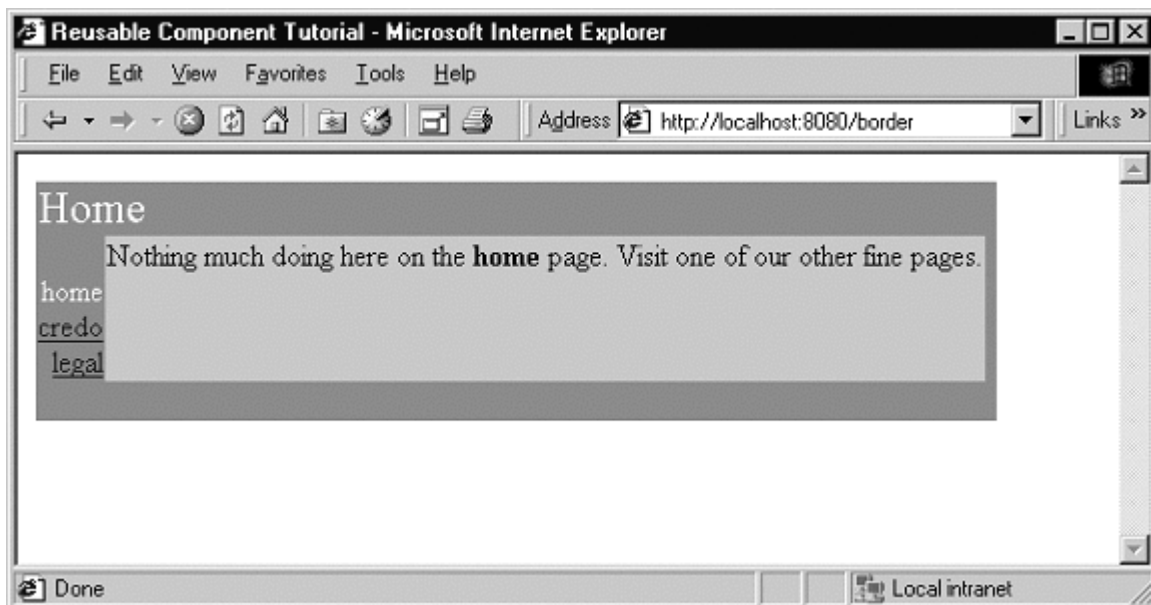 Reusable Component Tutorial - Microsoft Internet Explorer
File Edit View Favorites Tools Help
Address http://localhost:8080/border Links »
Home
Nothing much doing here on the home page. Visit one of our other fine pages.
home
credo
legal
Done Local intranet